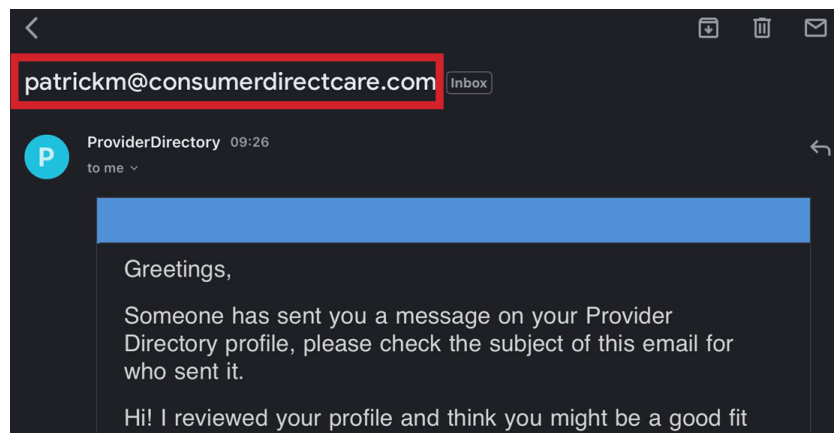 patrickm@consumerdirectcare.com Inbox
ProviderDirectory 09:26
to me
P
Greetings,
Someone has sent you a message on your Provider
Directory profile, please check the subject of this email for
who sent it.
Hi! I reviewed your profile and think you might be a good fit